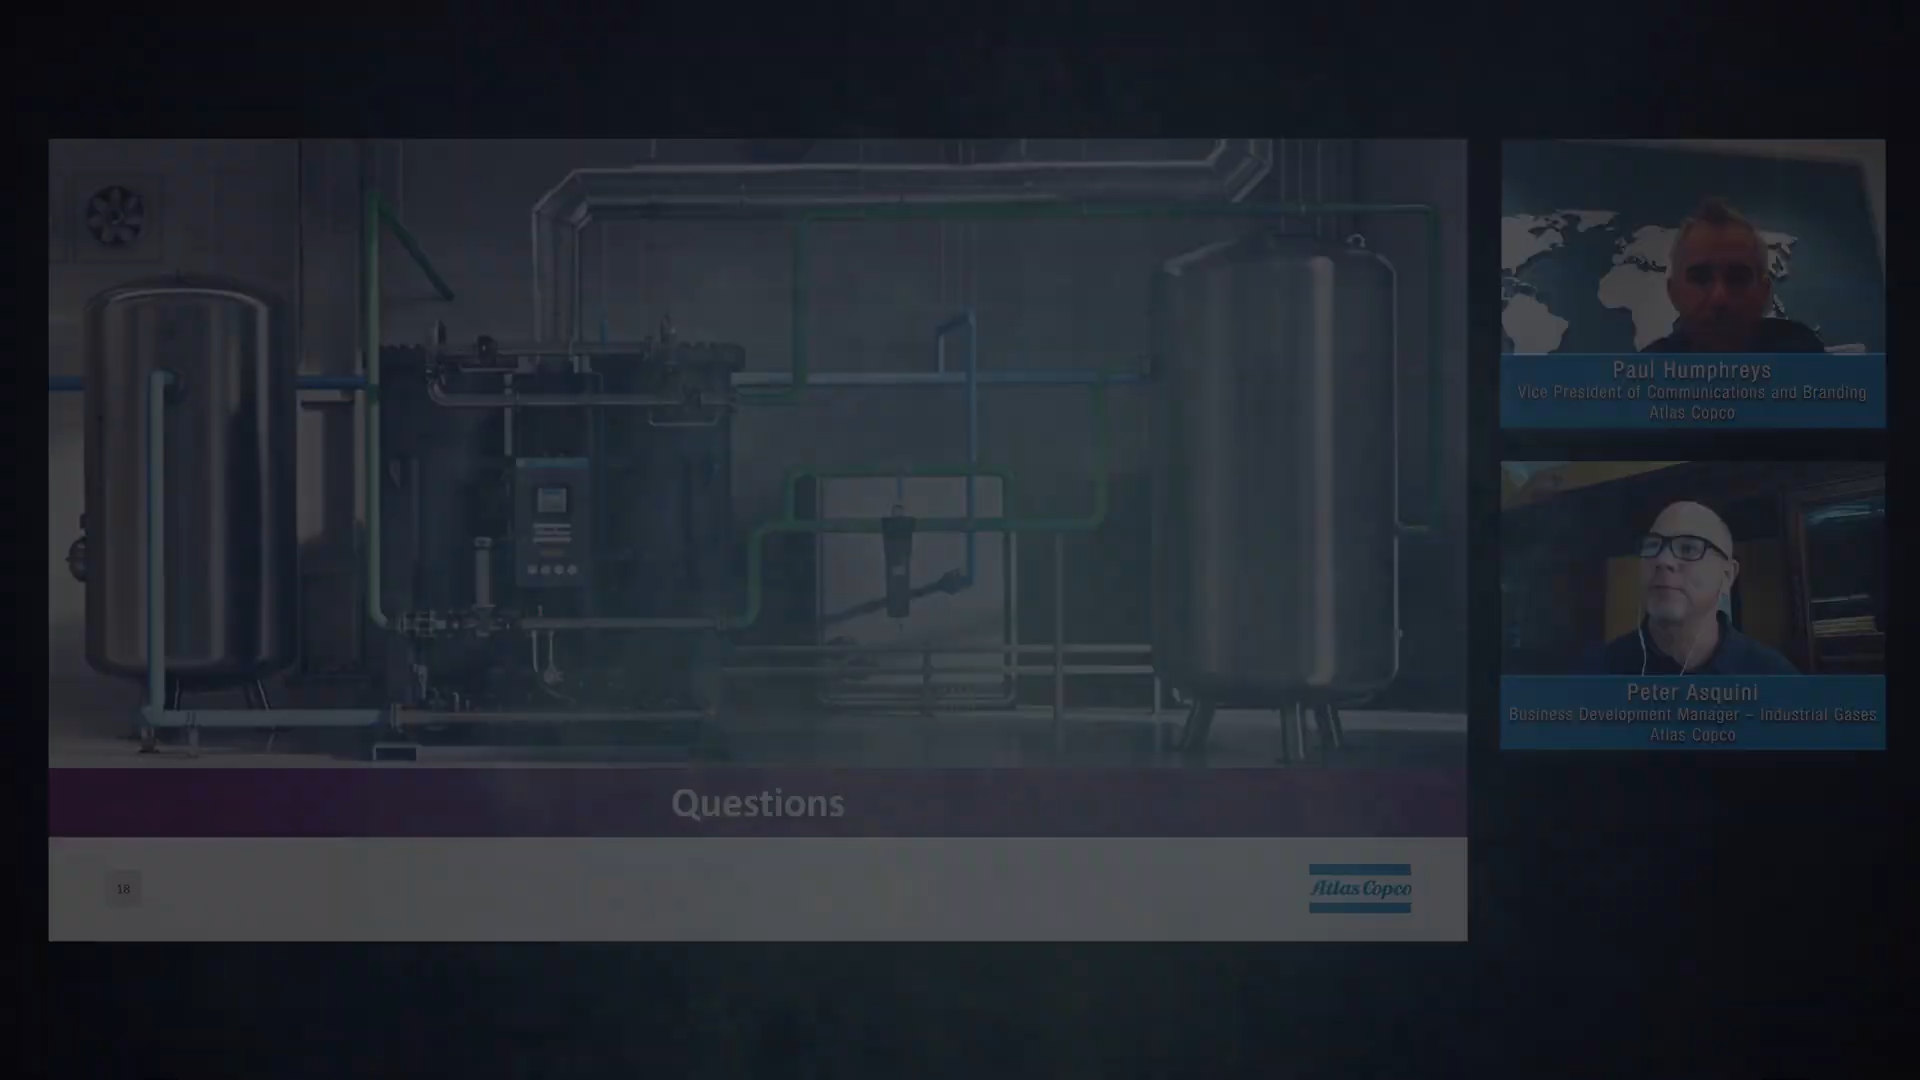 Paul Humphreys
Vice President of Communications and Branding
Atlas Copco
Peter Asquini
Business Development Manager – Industrial Gases
Atlas Copco
Questions
18
Atlas Copco